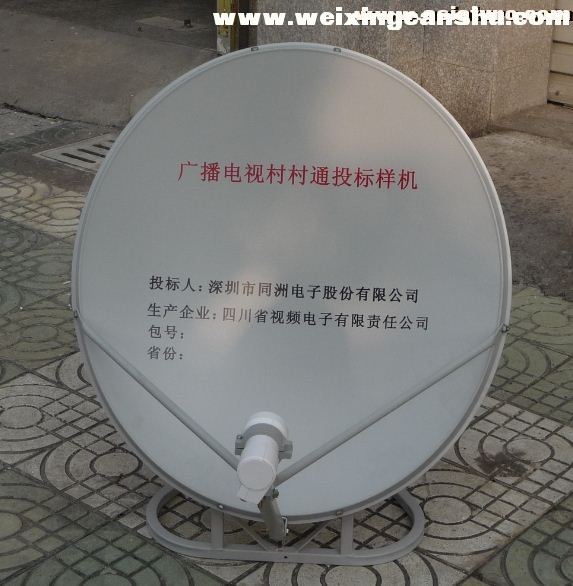 www.weixingcanshu.com
广播电视村村通投标样机
投标人：深圳市同洲电子股份有限公司
生产企业：四川省视频电子有限责任公司
包号：
省份：